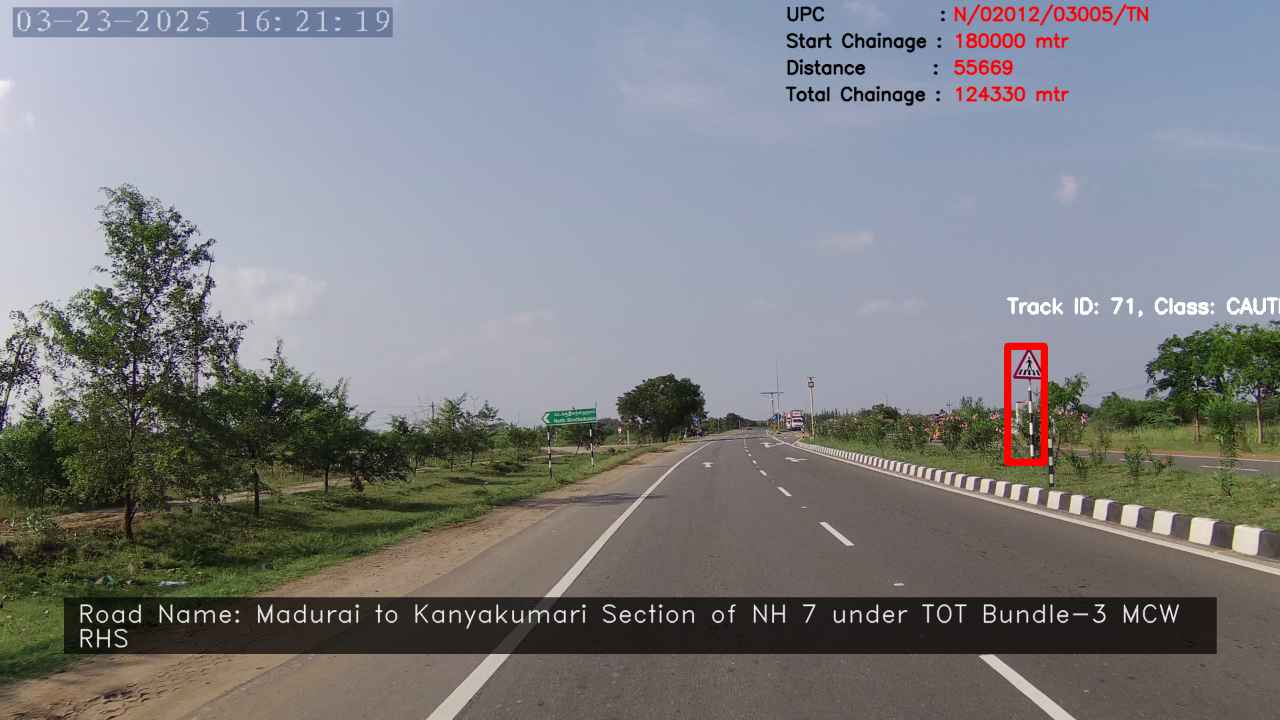 03-23-2025 16:21:19
UPC : N/02012/03005/TN
Start Chainage : 180000 mtr
Distance : 55669
Total Chainage : 124330 mtr
Track ID: 71, Class: CAUTI
Road Name: Madurai to Kanyakumari Section of NH 7 under TOT Bundle-3 MCW
RHS